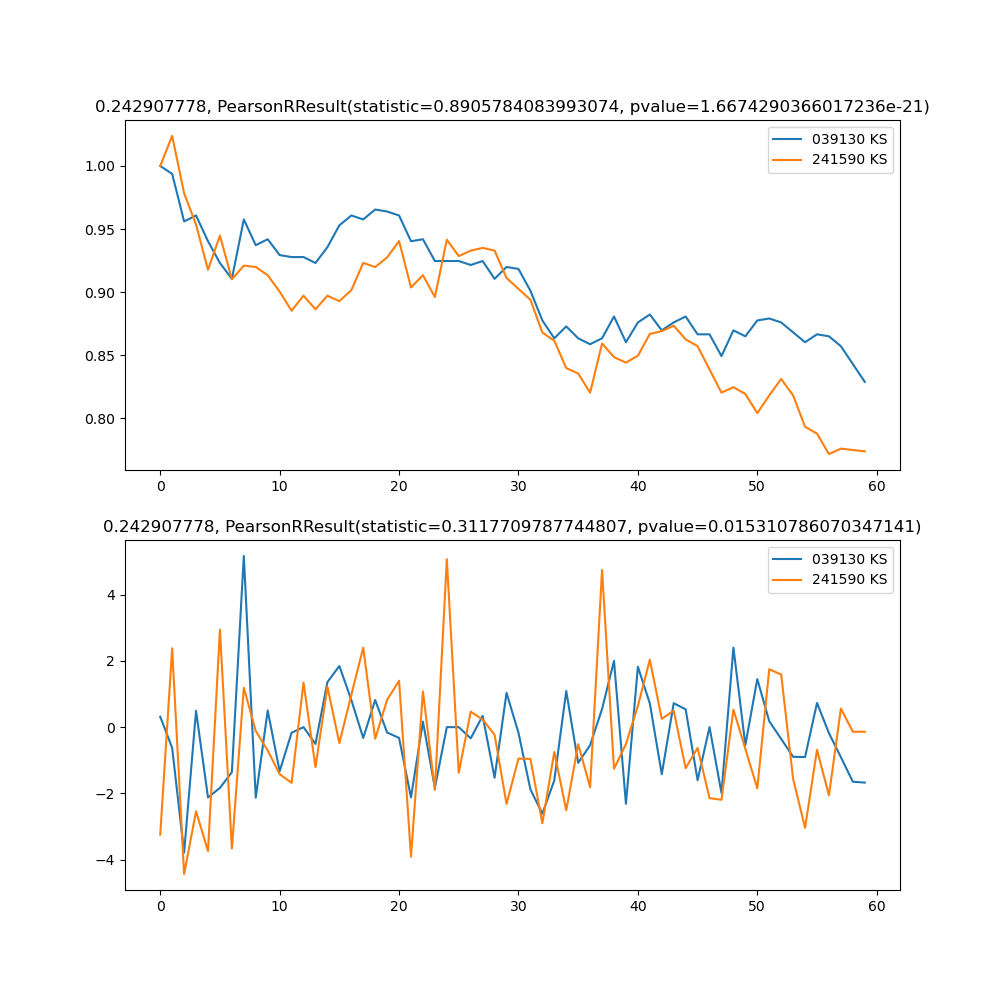 0.242907778, PearsonRResult(statistic=0.8905784083993074, pvalue=1.6674290366017236e-21)
039130 KS
241590 KS
1.00
0.95
0.90
0.85
0.80
0 10 20 30 40 50 60
0.242907778, PearsonRResult(statistic=0.3117709787744807, pvalue=0.015310786070347141)
039130 KS
241590 KS
4
2
0
−2
−4
0 10 20 30 40 50 60